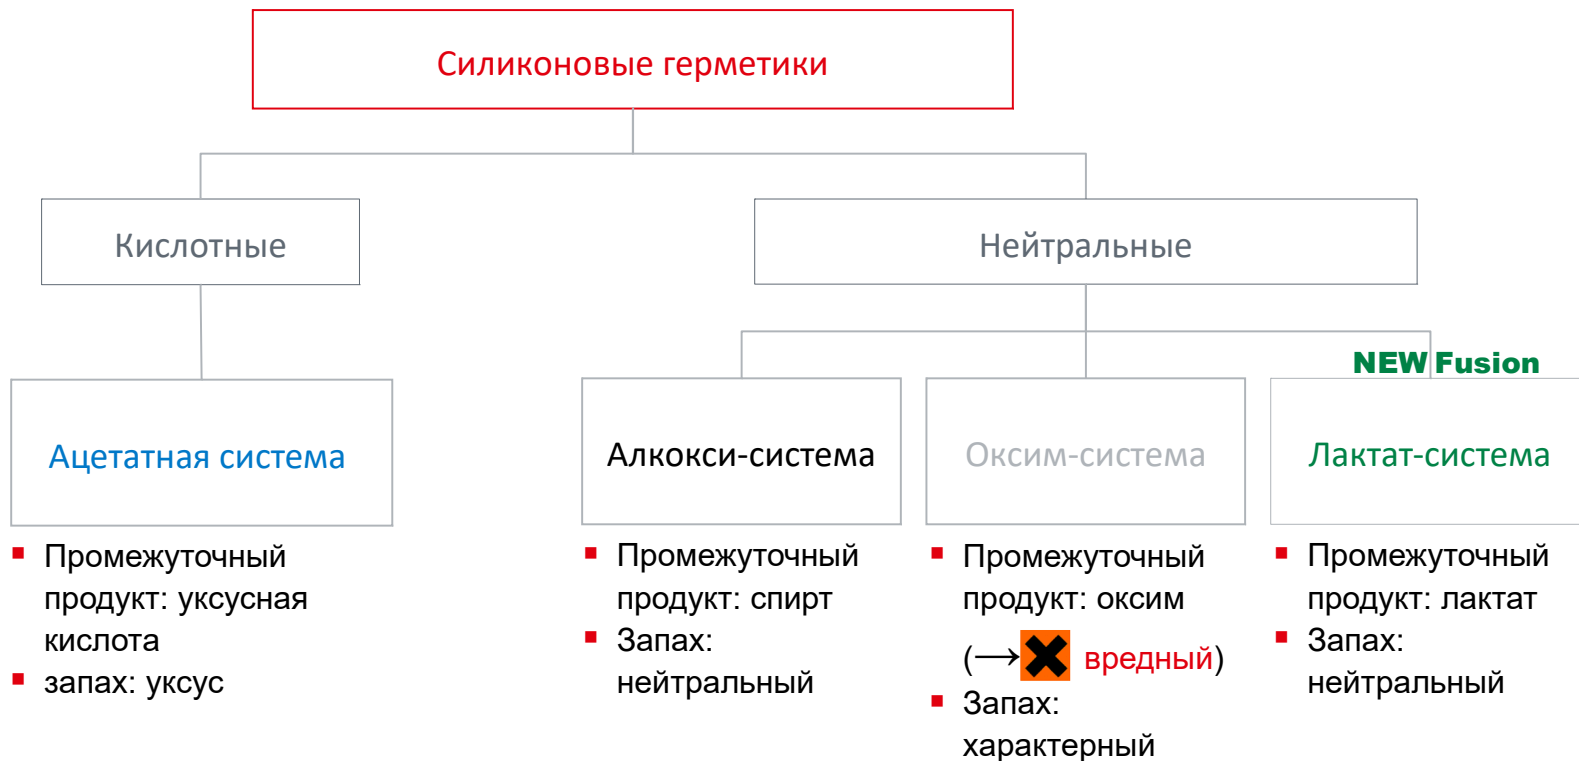 Силиконовые герметики
Кислотные
Нейтральные
NEW Fusion
Ацетатная система
Алкокси-система
Оксим-система
Лактат-система
▪ Промежуточный
продукт: уксусная
кислота
▪ запах: уксус
▪ Промежуточный
продукт: спирт
▪ Запах:
нейтральный
▪ Промежуточный
продукт: оксим
(→✖ вредный)
▪ Запах:
характерный
▪ Промежуточный
продукт: лактат
▪ Запах:
нейтральный